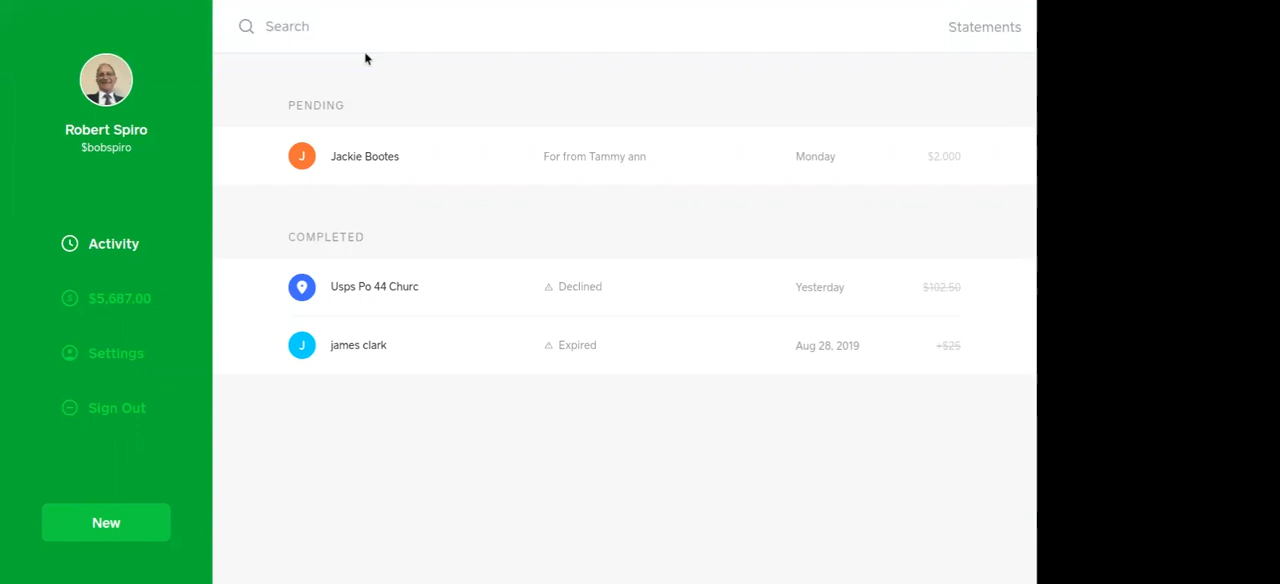 Search
Statements
Robert Spiro
$bobspiro
Activity
$5,687.00
Settings
Sign Out
New
PENDING
J Jackie Bootes For from Tammy ann Monday $2,000
COMPLETED
Usps Po 44 Churc Declined Yesterday $102.50
J james clark Expired Aug 28, 2019 +$25